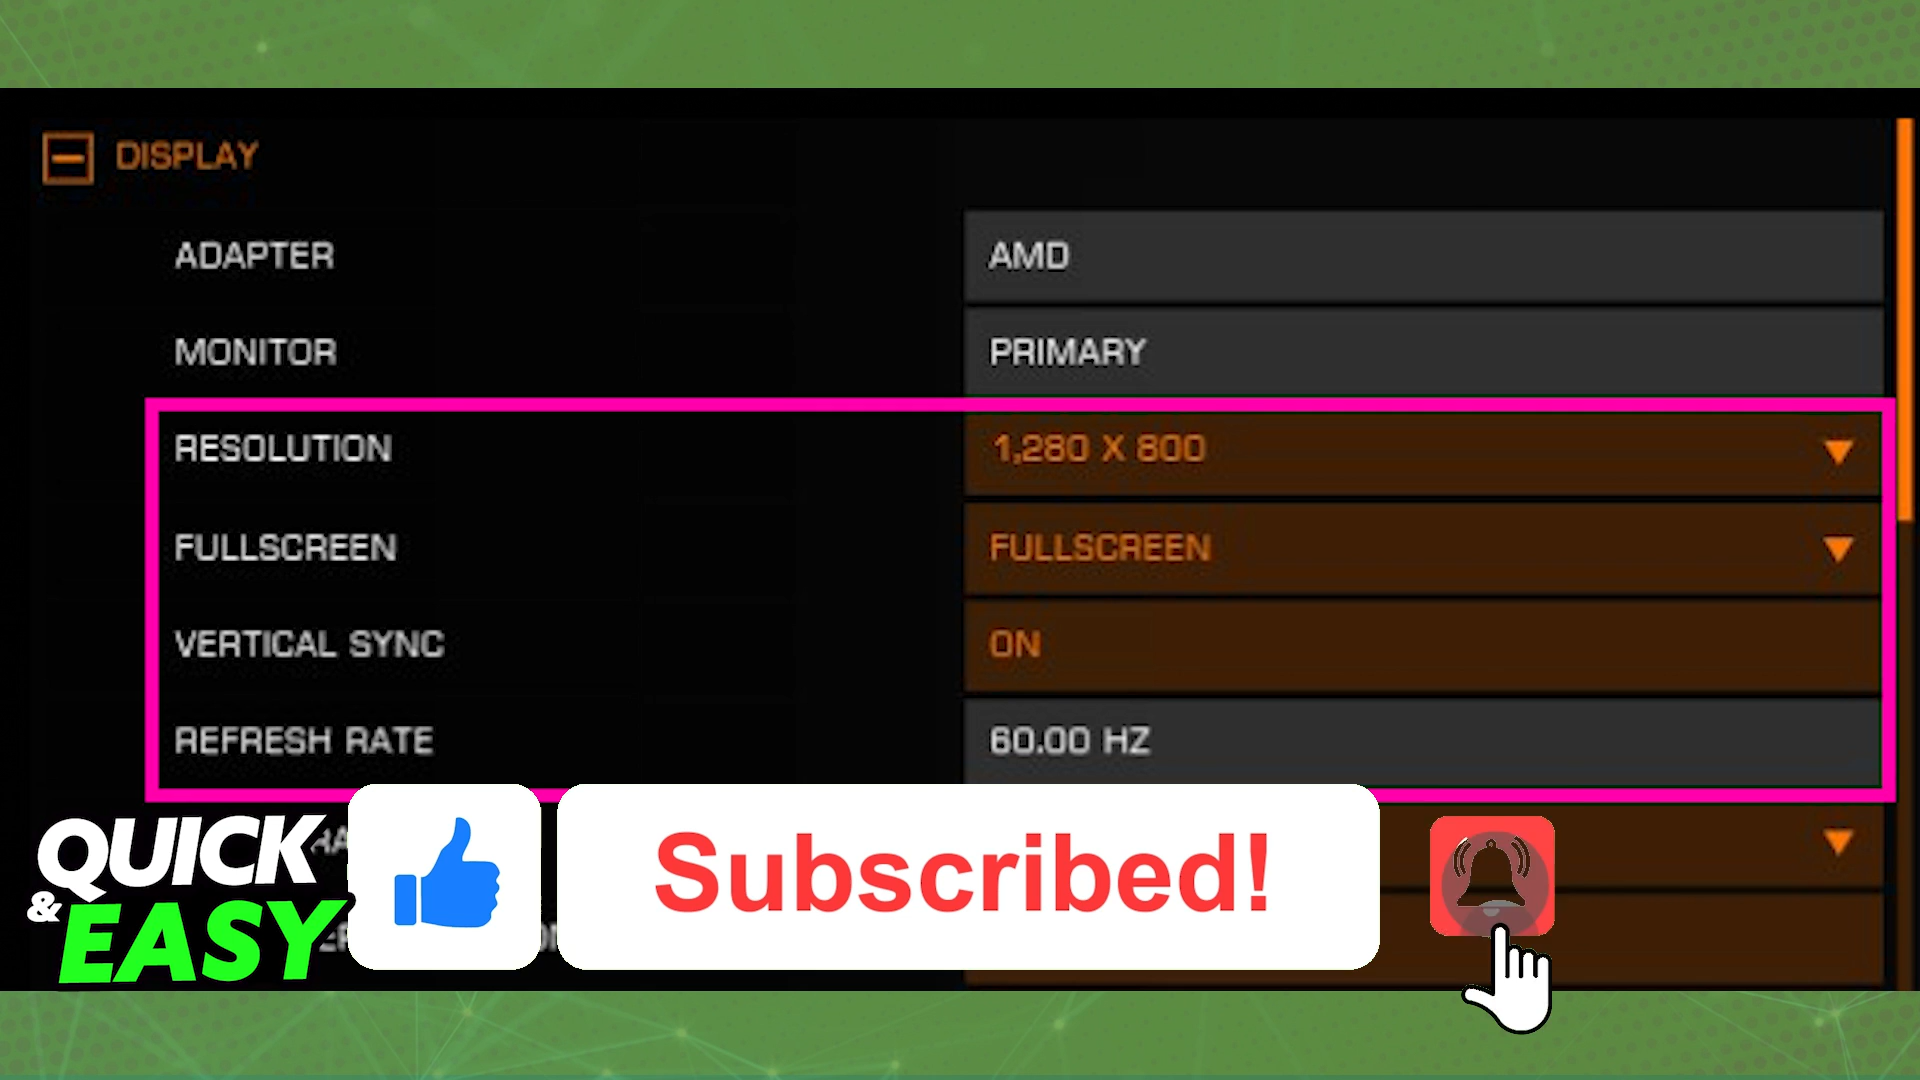 DISPLAY
ADAPTER AMD
MONITOR PRIMARY
RESOLUTION 1,280 X 800
FULLSCREEN FULLSCREEN
VERTICAL SYNC ON
REFRESH RATE 60.00 HZ
QUICK
& EASY
Subscribed!